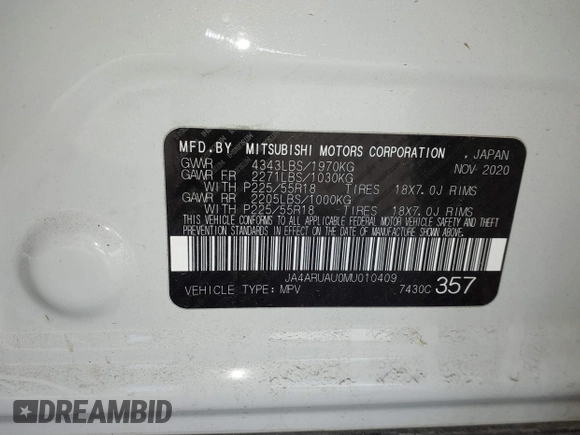 MFD.BY MITSUBISHI MOTORS CORPORATION , JAPAN
GVWR 4343LBS/1970KG NOV 2020
GAWR FR 2271LBS/1030KG
WITH P225/55R18 TIRES 18X7.0J RIMS
GAWR RR 2205LBS/1000KG
WITH P225/55R18 TIRES 18X7.0J RIMS
THIS VEHICLE CONFORMS TO ALL APPLICABLE FEDERAL MOTOR VEHICLE SAFETY AND THEFT
PREVENTION STANDARDS IN EFFECT ON THE DATE OF MANUFACTURE SHOWN ABOVE.
JA4ARUAU0MU010409
VEHICLE TYPE: MPV 7430C 357
DREAMBID